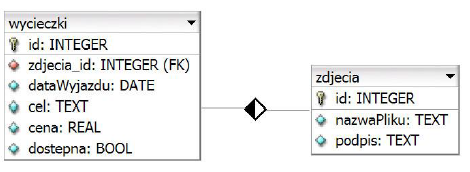 wycieczki
id: INTEGER
zdjecia_id: INTEGER (FK)
dataWyjazdu: DATE
cel: TEXT
cena: REAL
dostepna: BOOL
zdjecia
id: INTEGER
nazwaPliku: TEXT
podpis: TEXT